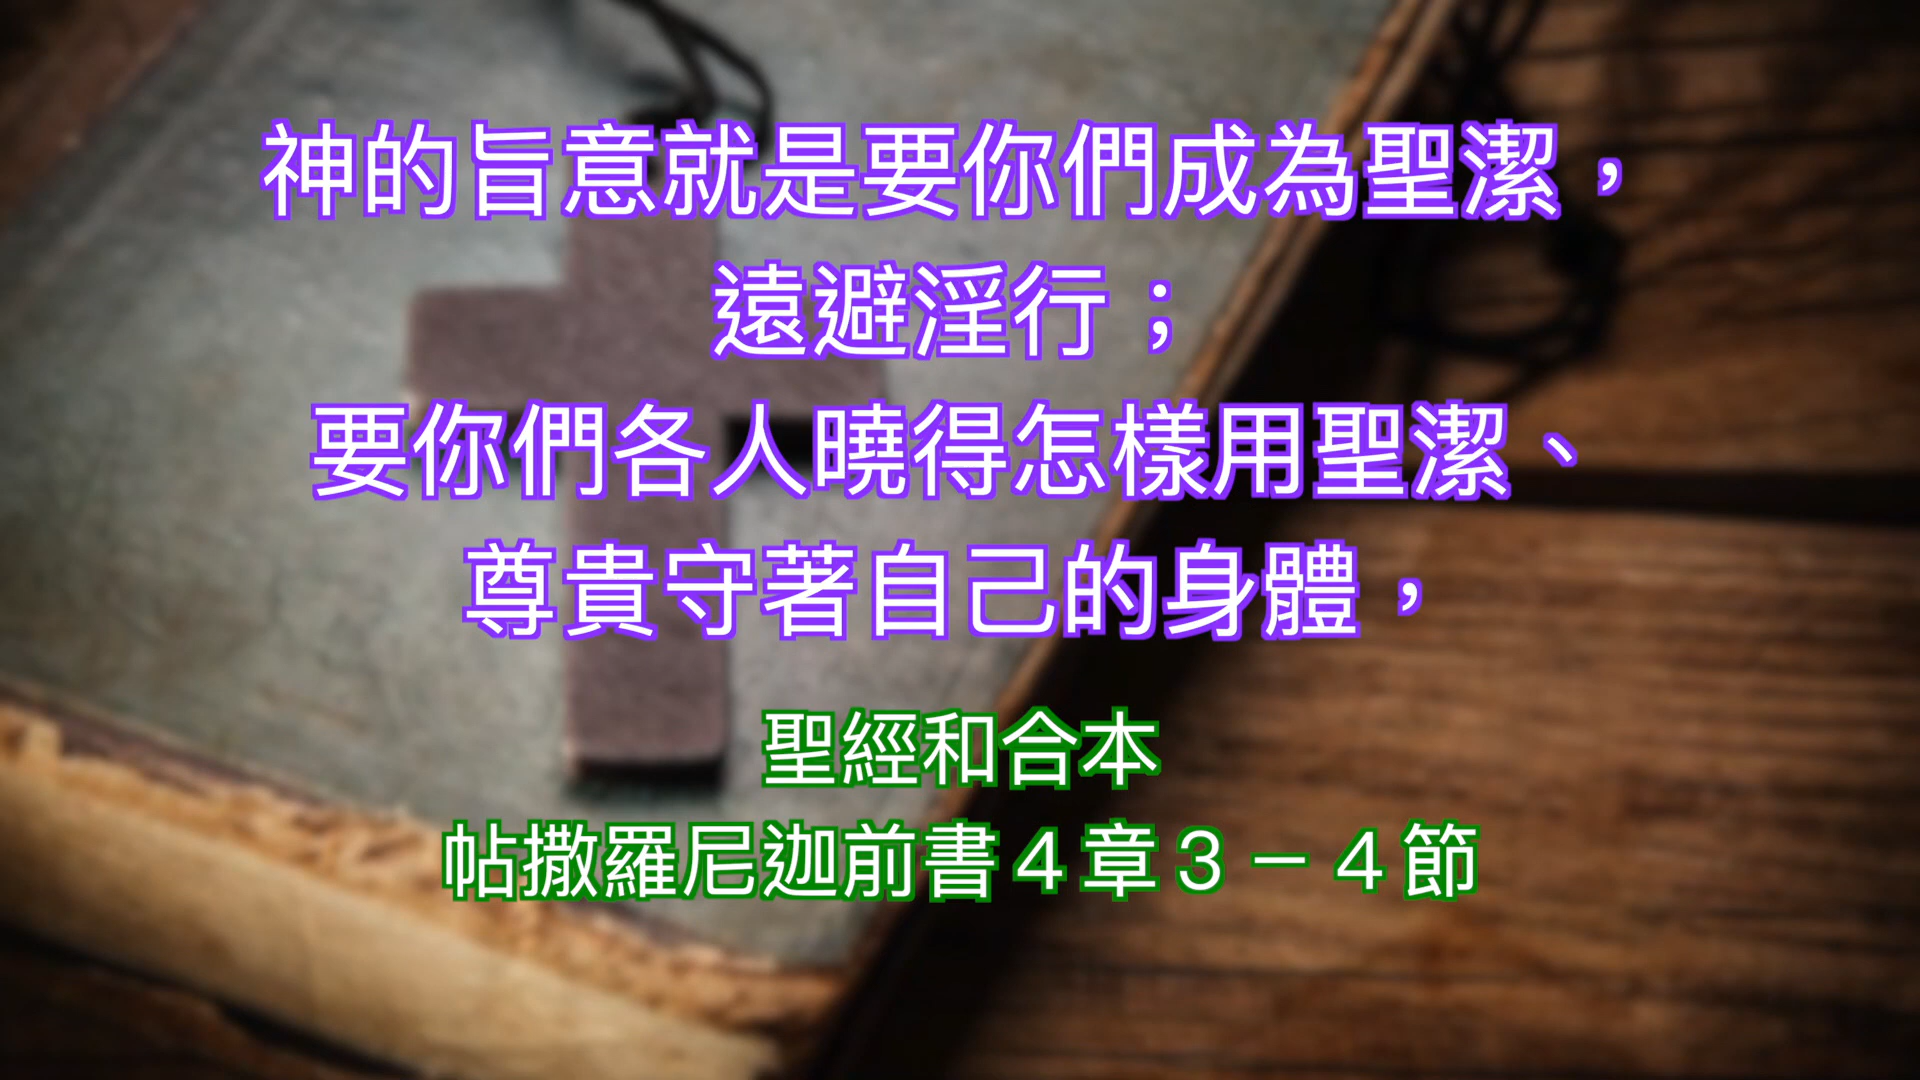 神的旨意就是要你們成為聖潔，
遠避淫行；
要你們各人曉得怎樣用聖潔、
尊貴守著自己的身體，
聖經和合本
帖撒羅尼迦前書４章３－４節